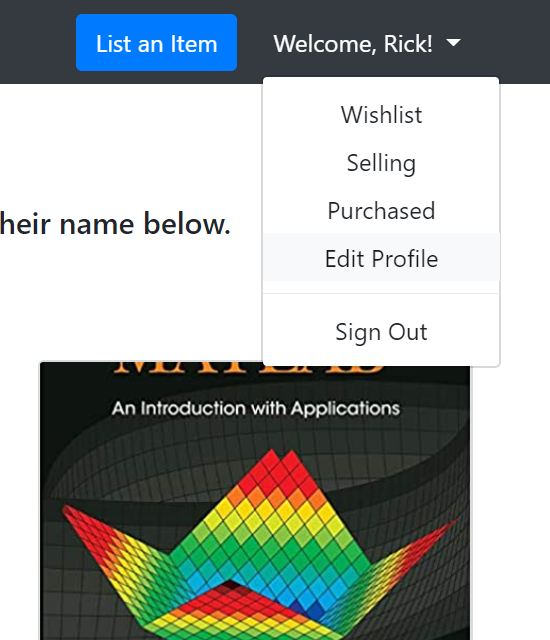 List an Item
Welcome, Rick!
Wishlist
Selling
Purchased
heir name below.
Edit Profile
Sign Out
MATLAB
An Introduction with Applications